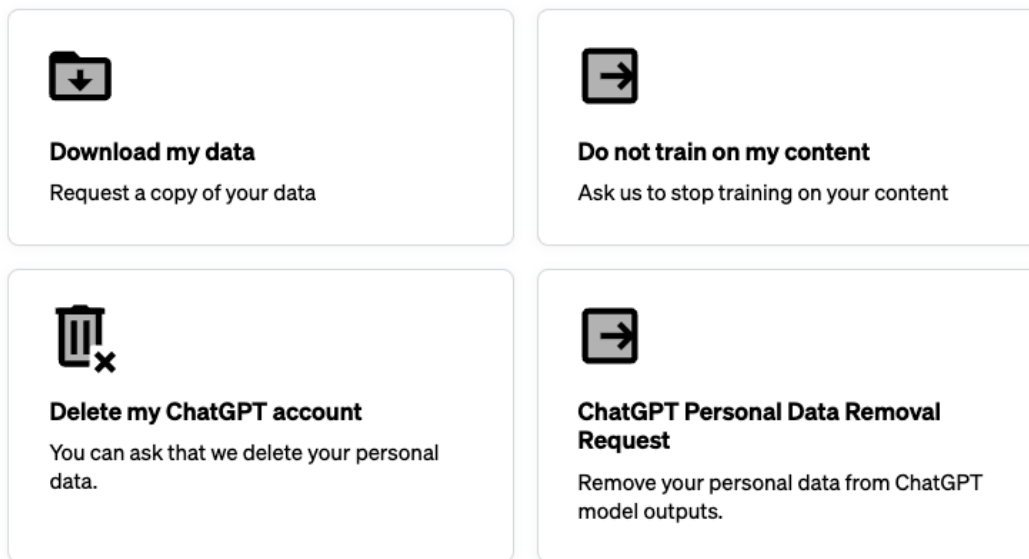 Download my data
Request a copy of your data
Do not train on my content
Ask us to stop training on your content
Delete my ChatGPT account
You can ask that we delete your personal
data.
ChatGPT Personal Data Removal
Request
Remove your personal data from ChatGPT
model outputs.